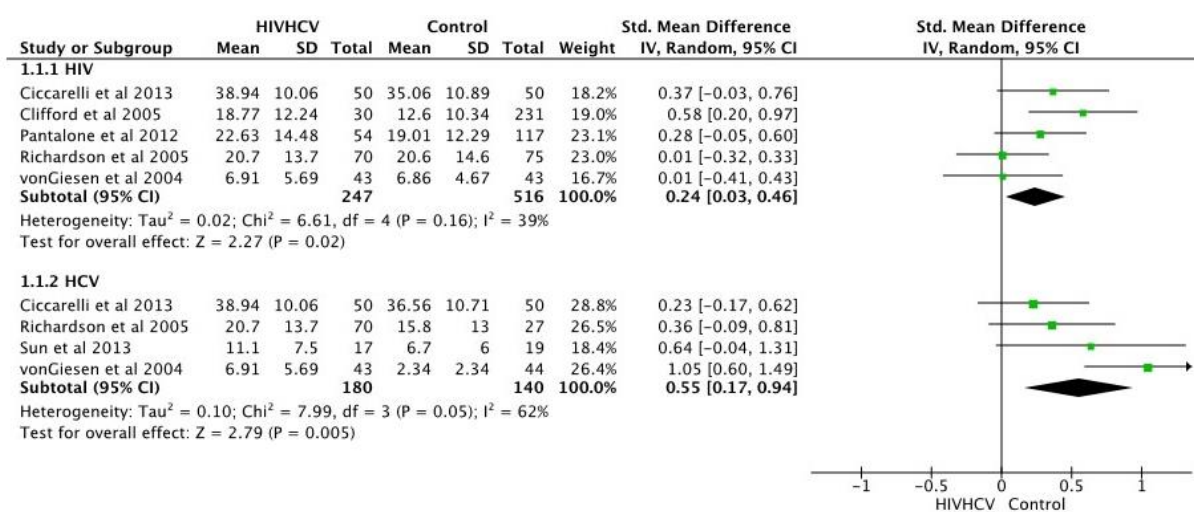 HIVHCV Control Std. Mean Difference Std. Mean Difference
Study or Subgroup Mean SD Total Mean SD Total Weight IV, Random, 95% CI IV, Random, 95% CI
1.1.1 HIV
Ciccarelli et al 2013 38.94 10.06 50 35.06 10.89 50 18.2% 0.37 [-0.03, 0.76]
Clifford et al 2005 18.77 12.24 30 12.6 10.34 231 19.0% 0.58 [0.20, 0.97]
Pantalone et al 2012 22.63 14.48 54 19.01 12.29 117 23.1% 0.28 [-0.05, 0.60]
Richardson et al 2005 20.7 13.7 70 20.6 14.6 75 23.0% 0.01 [-0.32, 0.33]
vonGiesen et al 2004 6.91 5.69 43 6.86 4.67 43 16.7% 0.01 [-0.41, 0.43]
Subtotal (95% CI) 247 516 100.0% 0.24 [0.03, 0.46]
Heterogeneity: Tau² = 0.02; Chi² = 6.61, df = 4 (P = 0.16); I² = 39%
Test for overall effect: Z = 2.27 (P = 0.02)
1.1.2 HCV
Ciccarelli et al 2013 38.94 10.06 50 36.56 10.71 50 28.8% 0.23 [-0.17, 0.62]
Richardson et al 2005 20.7 13.7 70 15.8 13 27 26.5% 0.36 [-0.09, 0.81]
Sun et al 2013 11.1 7.5 17 6.7 6 19 18.4% 0.64 [-0.04, 1.31]
vonGiesen et al 2004 6.91 5.69 43 2.34 2.34 44 26.4% 1.05 [0.60, 1.49]
Subtotal (95% CI) 180 140 100.0% 0.55 [0.17, 0.94]
Heterogeneity: Tau² = 0.10; Chi² = 7.99, df = 3 (P = 0.05); I² = 62%
Test for overall effect: Z = 2.79 (P = 0.005)
-1 -0.5 0 0.5 1
HIVHCV Control